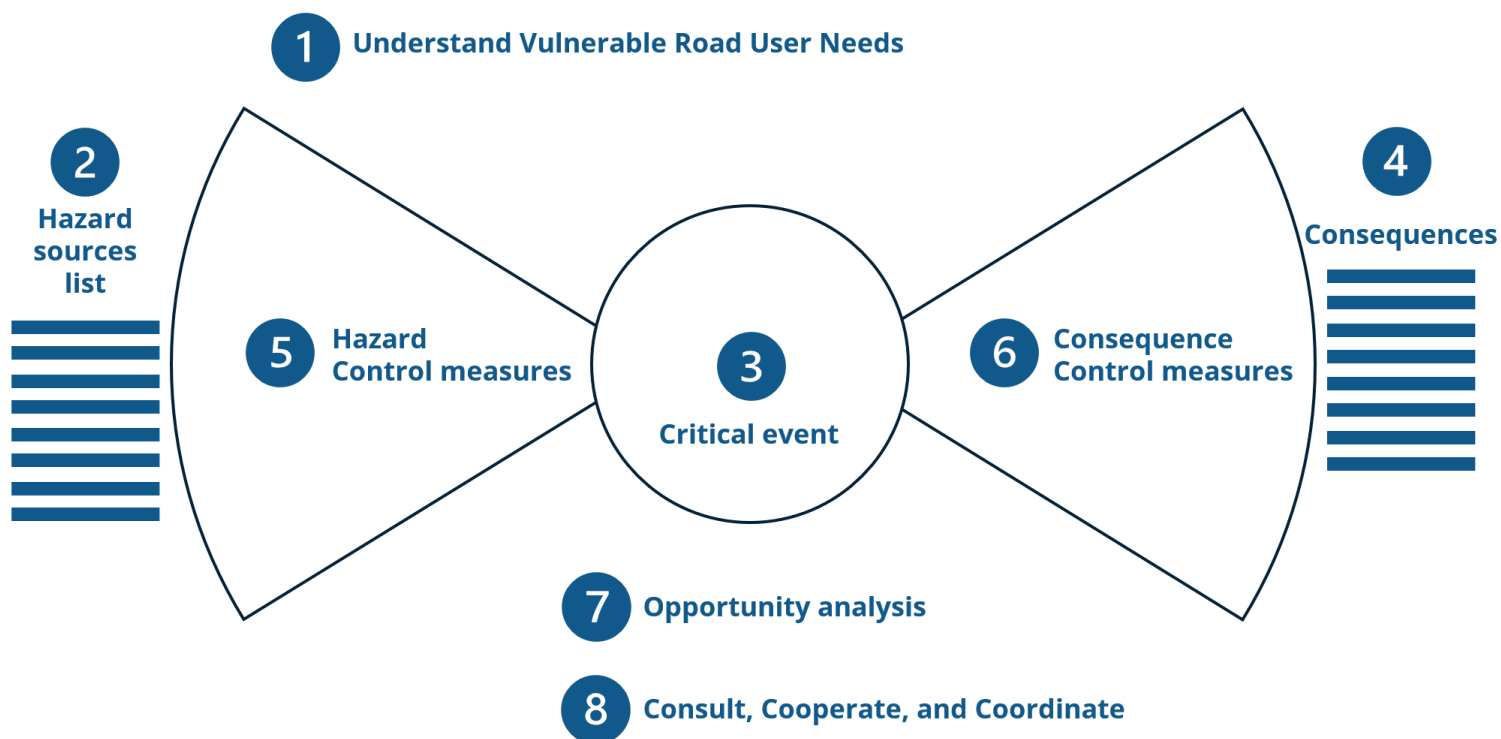 1 Understand Vulnerable Road User Needs
2
Hazard
sources
list
5
Hazard
Control measures
3
Critical event
6
Consequence
Control measures
4
Consequences
7 Opportunity analysis
8 Consult, Cooperate, and Coordinate